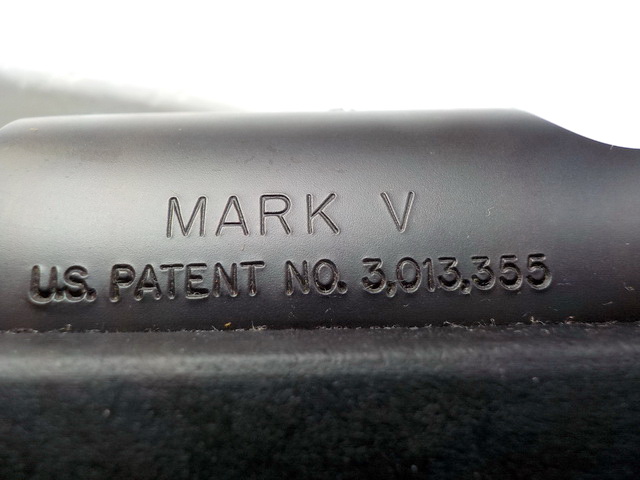 MARK V
U.S. PATENT NO. 3,013,355